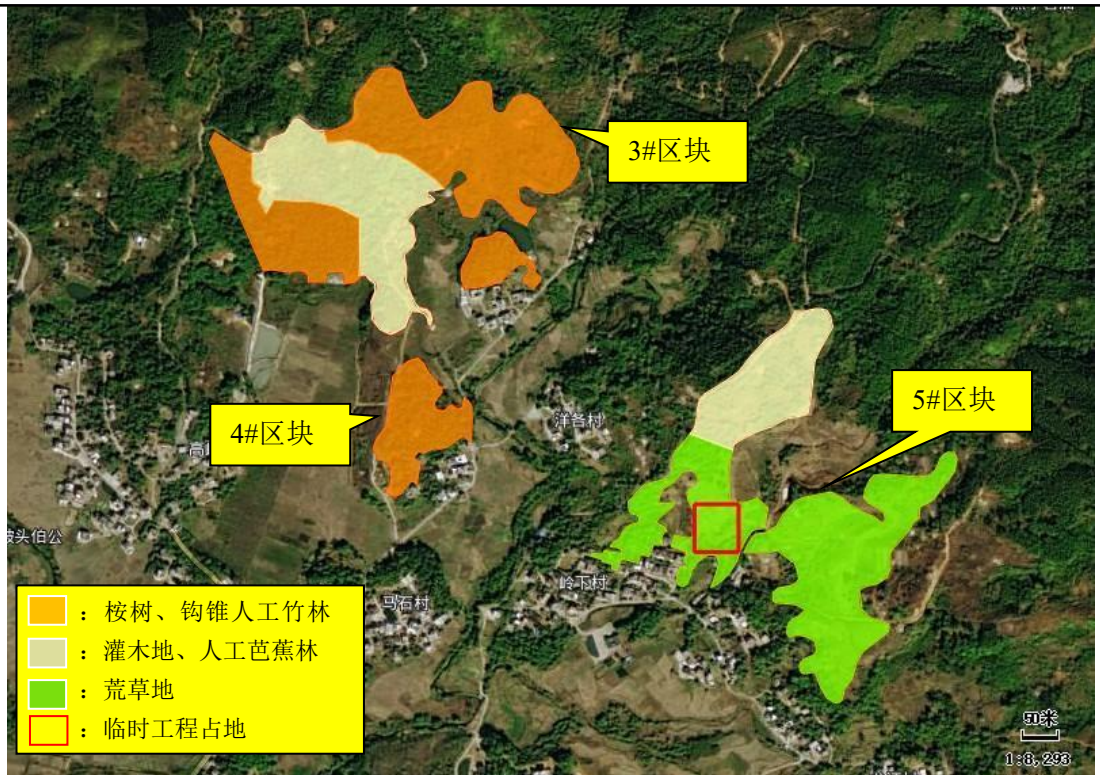 3#区块
5#区块
4#区块
洋各村
岭下村
马石村
坡头伯公
：桉树、钩锥人工竹林
：灌木地、人工芭蕉林
：荒草地
：临时工程占地
50米
1:8,293